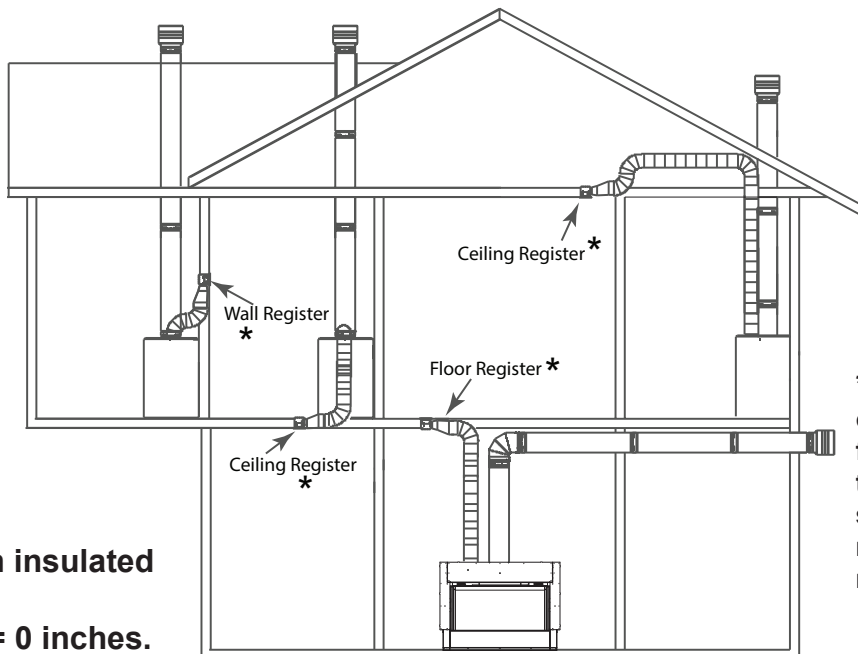 Ceiling Register *
Wall Register
*
Floor Register *
Ceiling Register
*
insulated
= 0 inches.